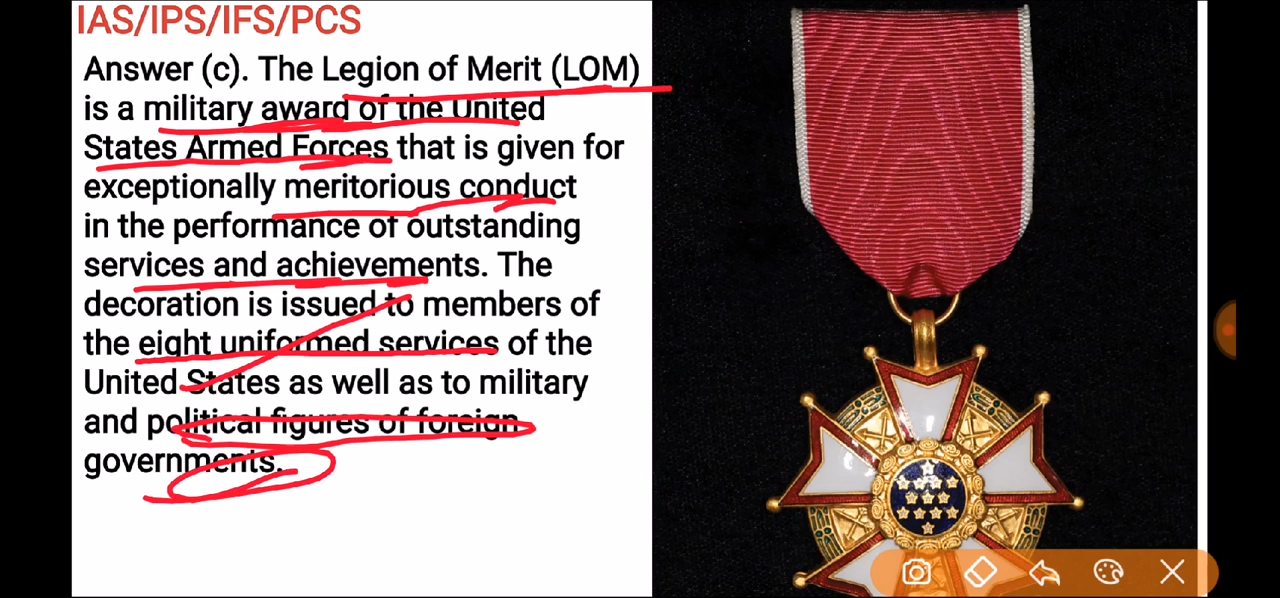 IAS/IPS/IFS/PCS
Answer (c). The Legion of Merit (LOM)
is a military award of the United
States Armed Forces that is given for
exceptionally meritorious conduct
in the performance of outstanding
services and achievements. The
decoration is issued to members of
the eight uniformed services of the
United States as well as to military
and political figures of foreign
governments.